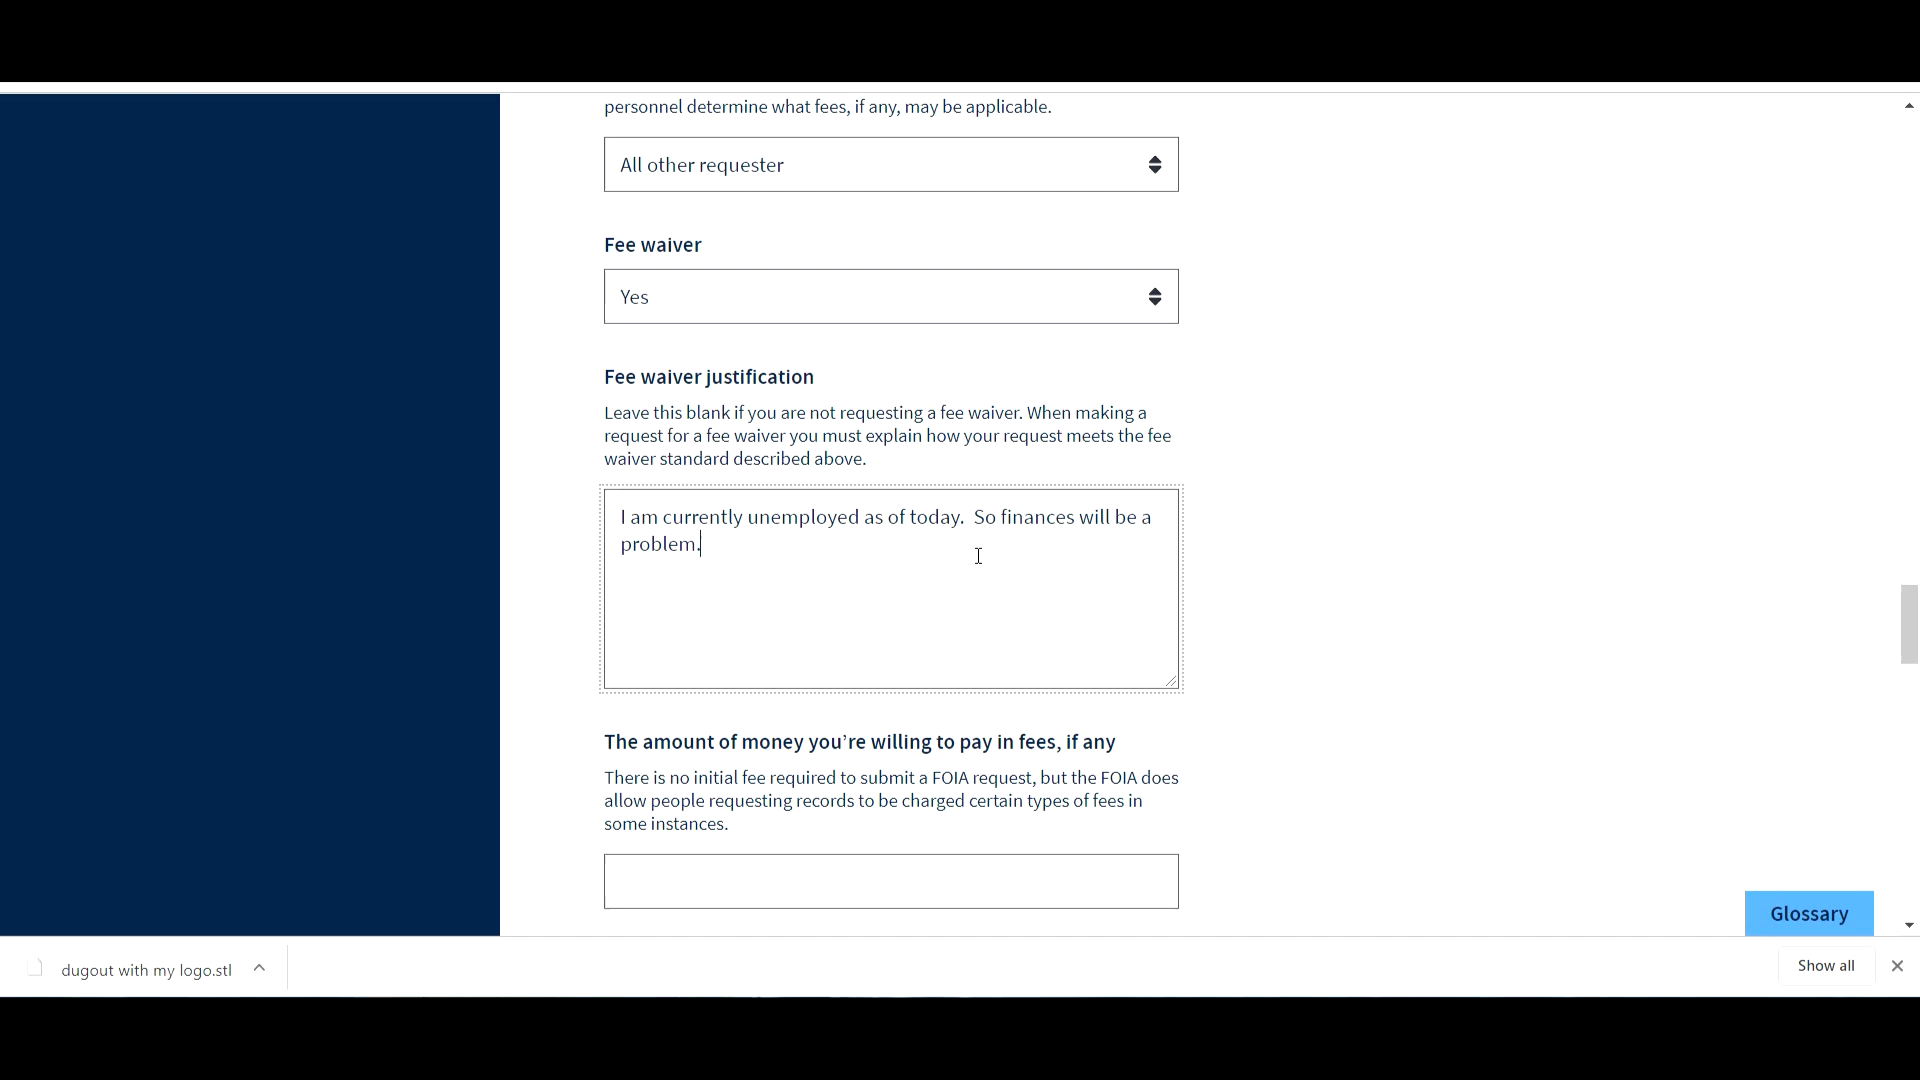 personnel determine what fees, if any, may be applicable.
All other requester
Fee waiver
Yes
Fee waiver justification
Leave this blank if you are not requesting a fee waiver. When making a
request for a fee waiver you must explain how your request meets the fee
waiver standard described above.
I am currently unemployed as of today.  So finances will be a
problem.
The amount of money you’re willing to pay in fees, if any
There is no initial fee required to submit a FOIA request, but the FOIA does
allow people requesting records to be charged certain types of fees in
some instances.
Glossary
dugout with my logo.stl
Show all